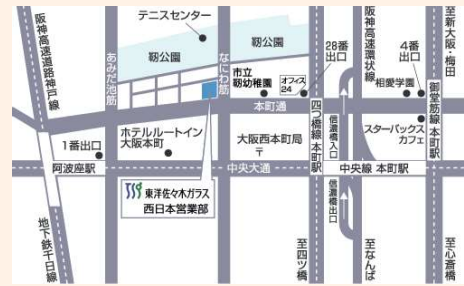 阪神高速道路神戸線
あみだ池筋
テニスセンター
靭公園
なにわ筋
靭公園
28番
出口
阪神高速環状線
4番
出口
至新大阪・梅田
市立
靭幼稚園
オフィス
24
四つ橋線 本町駅
信濃橋入口
相愛学園
御堂筋線 本町駅
本町通
スターバックス
カフェ
1番出口
ホテルルートイン
大阪本町
大阪西本町局
〒
阿波座駅
中央大通
中央線 本町駅
信濃橋出口
東洋佐々木ガラス
西日本営業部
地下鉄千日線
至四ツ橋
至なんば
至心斎橋